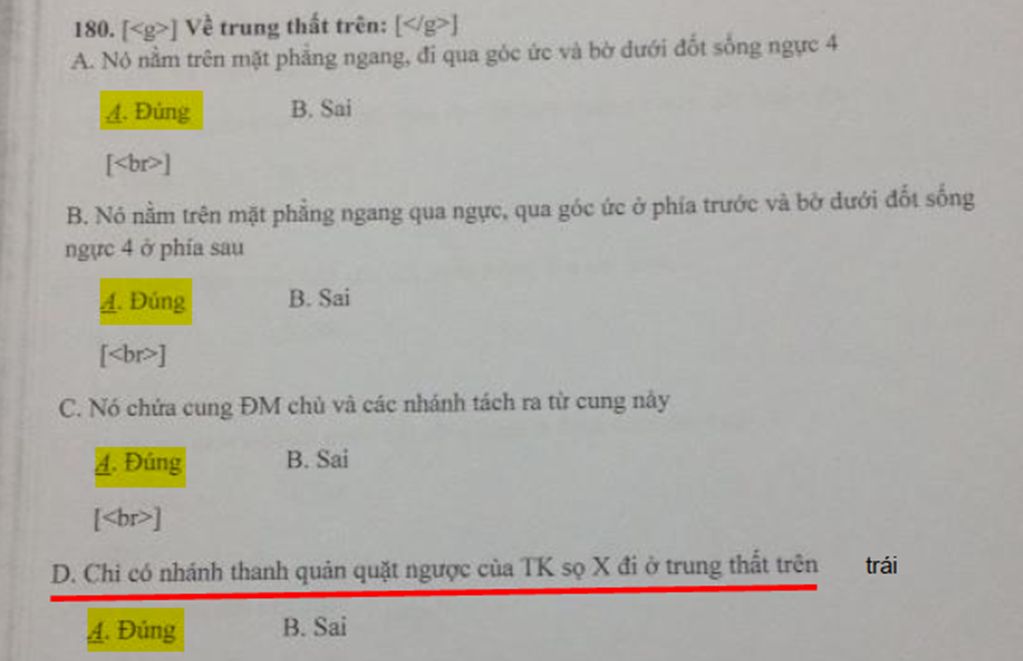 180. [<g>] Về trung thất trên: [</g>]
A. Nó nằm trên mặt phẳng ngang, đi qua góc ức và bờ dưới đốt sống ngực 4
A. Đúng B. Sai
[<br>]
B. Nó nằm trên mặt phẳng ngang qua ngực, qua góc ức ở phía trước và bờ dưới đốt sống
ngực 4 ở phía sau
A. Đúng B. Sai
[<br>]
C. Nó chứa cung ĐM chủ và các nhánh tách ra từ cung này
A. Đúng B. Sai
[<br>]
D. Chỉ có nhánh thanh quản quặt ngược của TK sọ X đi ở trung thất trên trái
A. Đúng B. Sai